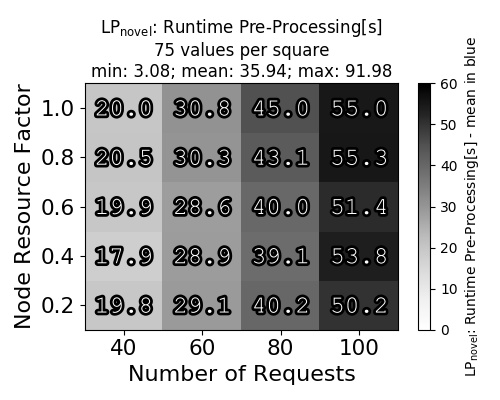 LPnovel: Runtime Pre-Processing[s]
75 values per square
min: 3.08; mean: 35.94; max: 91.98
Node Resource Factor
1.0 20.0 30.8 45.0 55.0
0.8 20.5 30.3 43.1 55.3
0.6 19.9 28.6 40.0 51.4
0.4 17.9 28.9 39.1 53.8
0.2 19.8 29.1 40.2 50.2
40 60 80 100
Number of Requests
60
50
40
30
20
10
0
LPnovel: Runtime Pre-Processing[s] - mean in blue